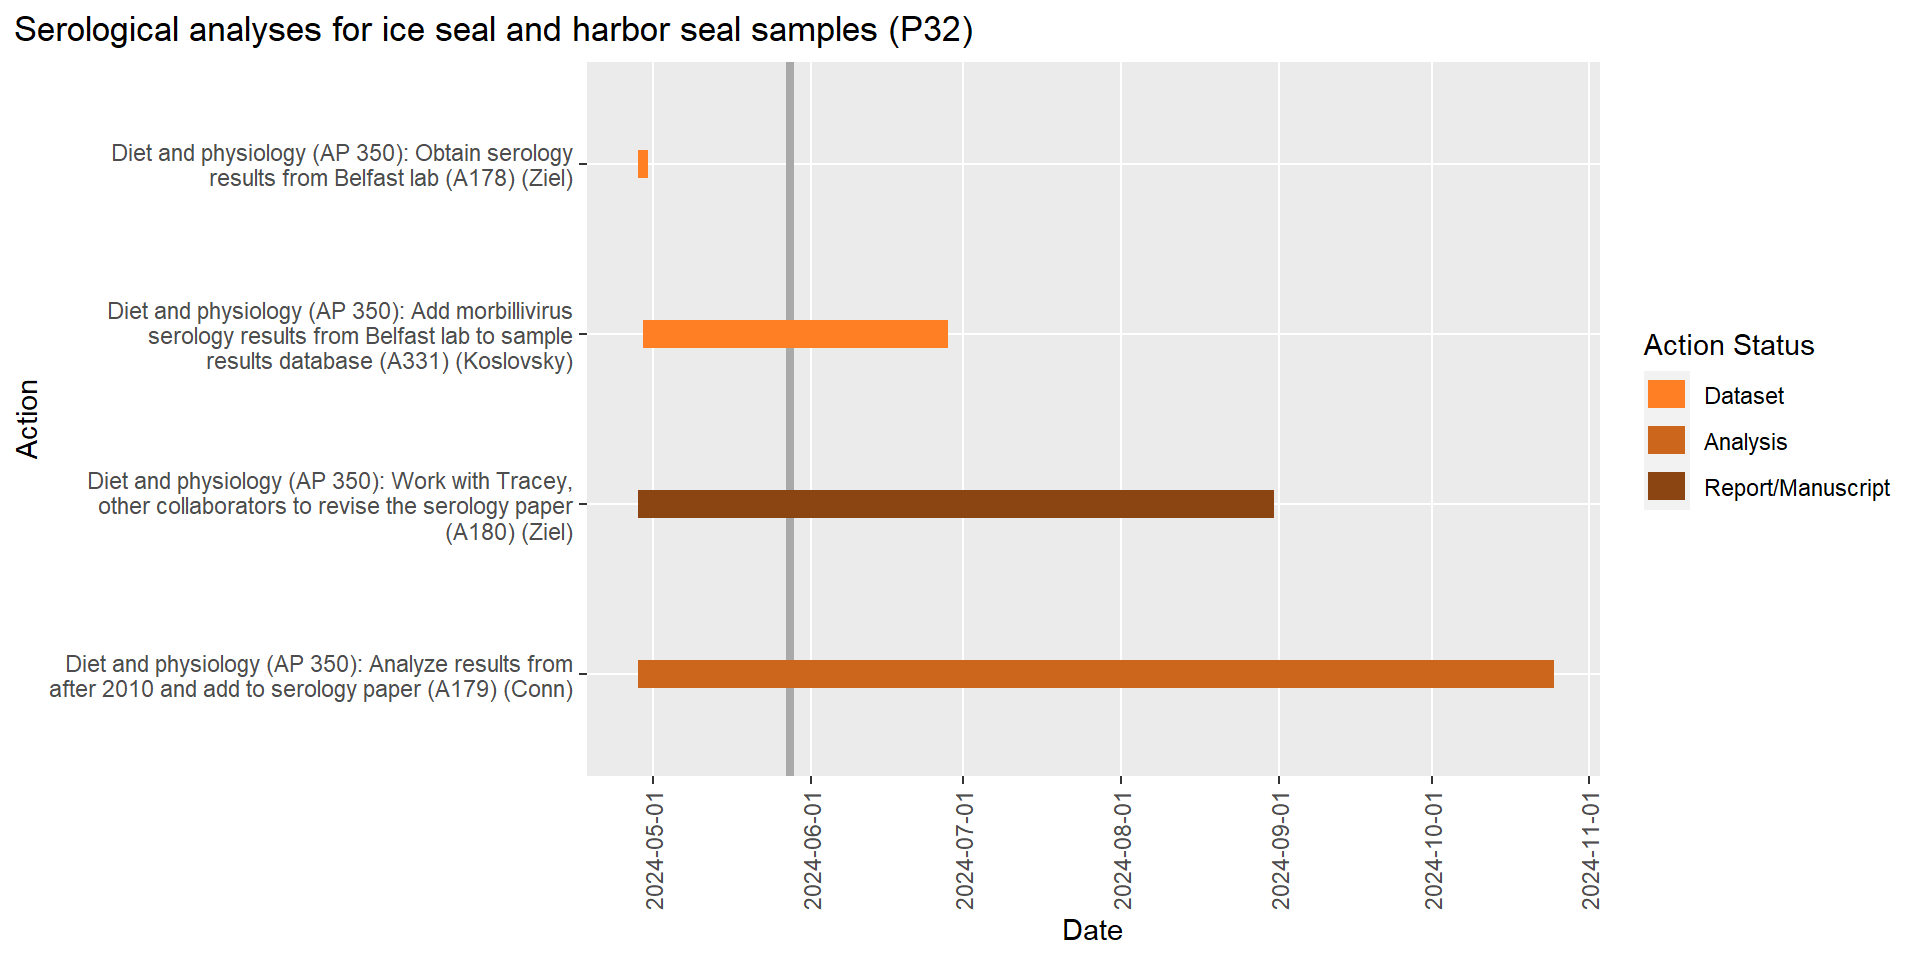 Serological analyses for ice seal and harbor seal samples (P32)
Action
Diet and physiology (AP 350): Obtain serology
results from Belfast lab (A178) (Ziel)
Diet and physiology (AP 350): Add morbillivirus
serology results from Belfast lab to sample
results database (A331) (Koslovsky)
Diet and physiology (AP 350): Work with Tracey,
other collaborators to revise the serology paper
(A180) (Ziel)
Diet and physiology (AP 350): Analyze results from
after 2010 and add to serology paper (A179) (Conn)
2024-05-01
2024-06-01
2024-07-01
2024-08-01
2024-09-01
2024-10-01
2024-11-01
Date
Action Status
Dataset
Analysis
Report/Manuscript